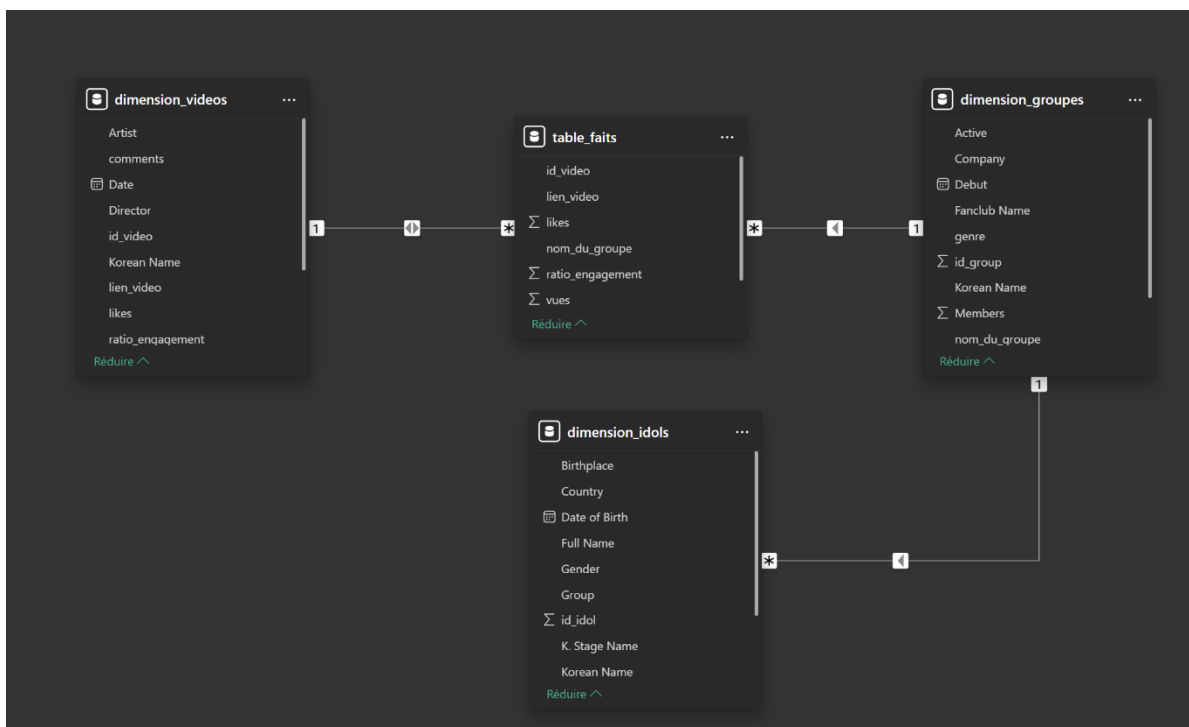 dimension_videos
Artist
comments
Date
Director
id_video
Korean Name
lien_video
likes
ratio_engagement
Réduire
1
*
table_faits
id_video
lien_video
likes
nom_du_groupe
ratio_engagement
vues
Réduire
*
1
dimension_groupes
Active
Company
Debut
Fanclub Name
genre
id_group
Korean Name
Members
nom_du_groupe
Réduire
1
*
dimension_idols
Birthplace
Country
Date of Birth
Full Name
Gender
Group
id_idol
K. Stage Name
Korean Name
Réduire